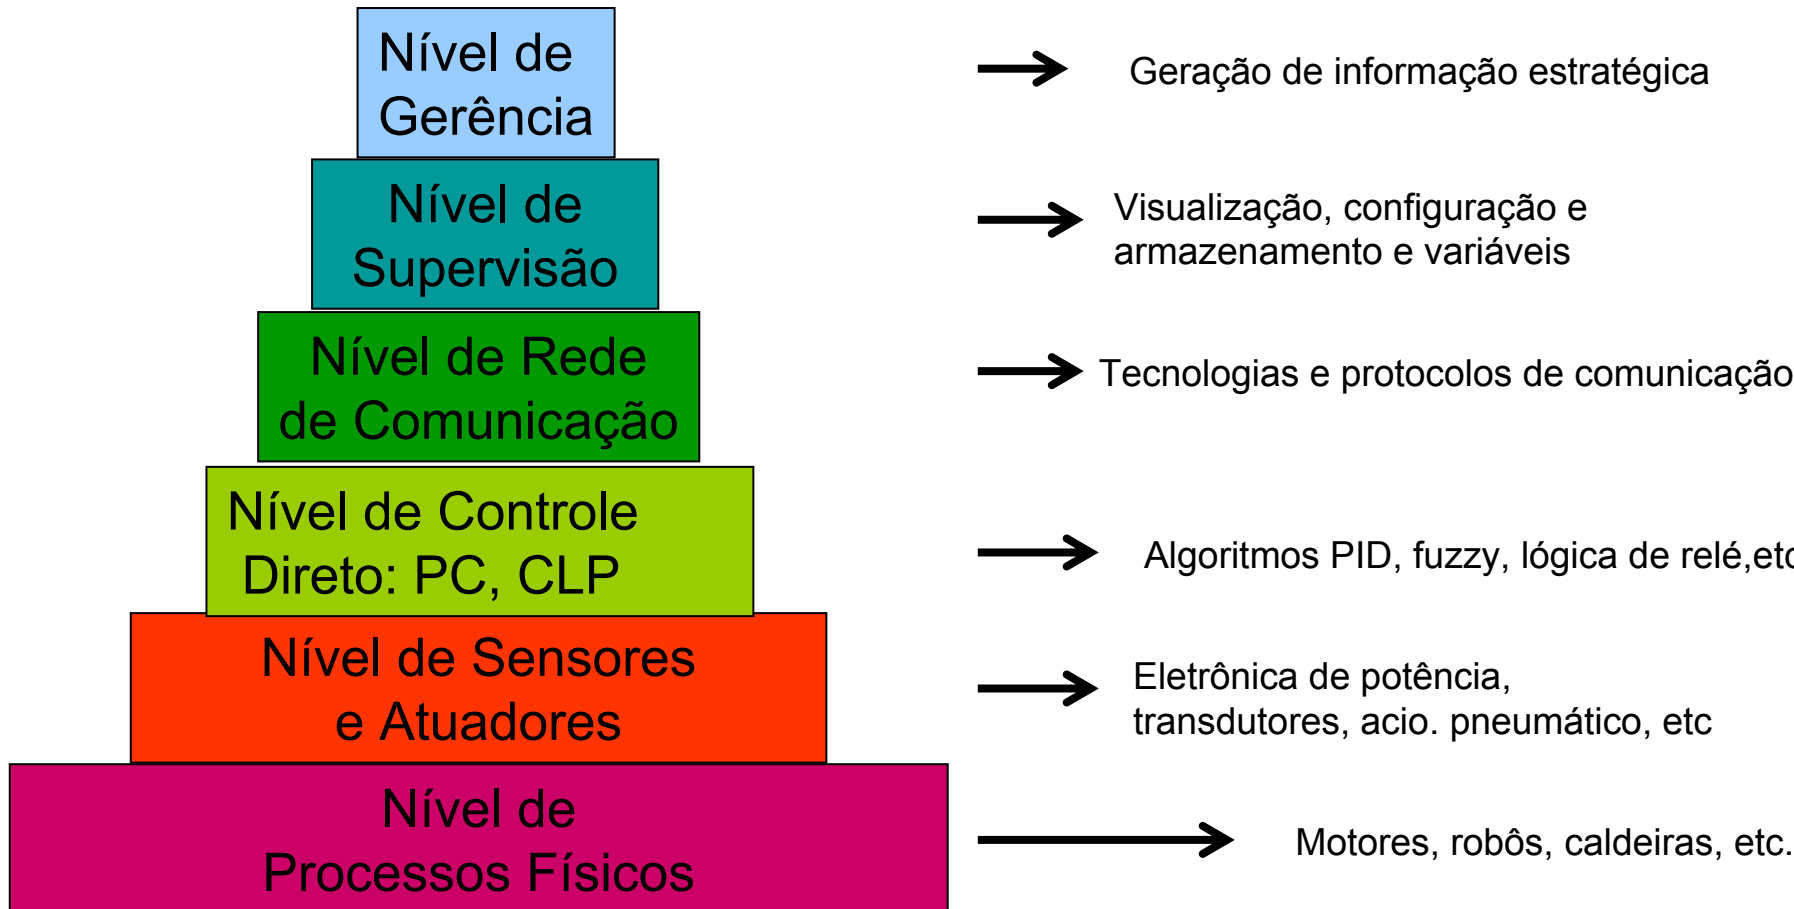 Nível de
Gerência
Geração de informação estratégica
Nível de
Supervisão
Visualização, configuração e
armazenamento e variáveis
Nível de Rede
de Comunicação
Tecnologias e protocolos de comunicação
Nível de Controle
Direto: PC, CLP
Algoritmos PID, fuzzy, lógica de relé,etc
Nível de Sensores
e Atuadores
Eletrônica de potência,
transdutores, acio. pneumático, etc
Nível de
Processos Físicos
Motores, robôs, caldeiras, etc.